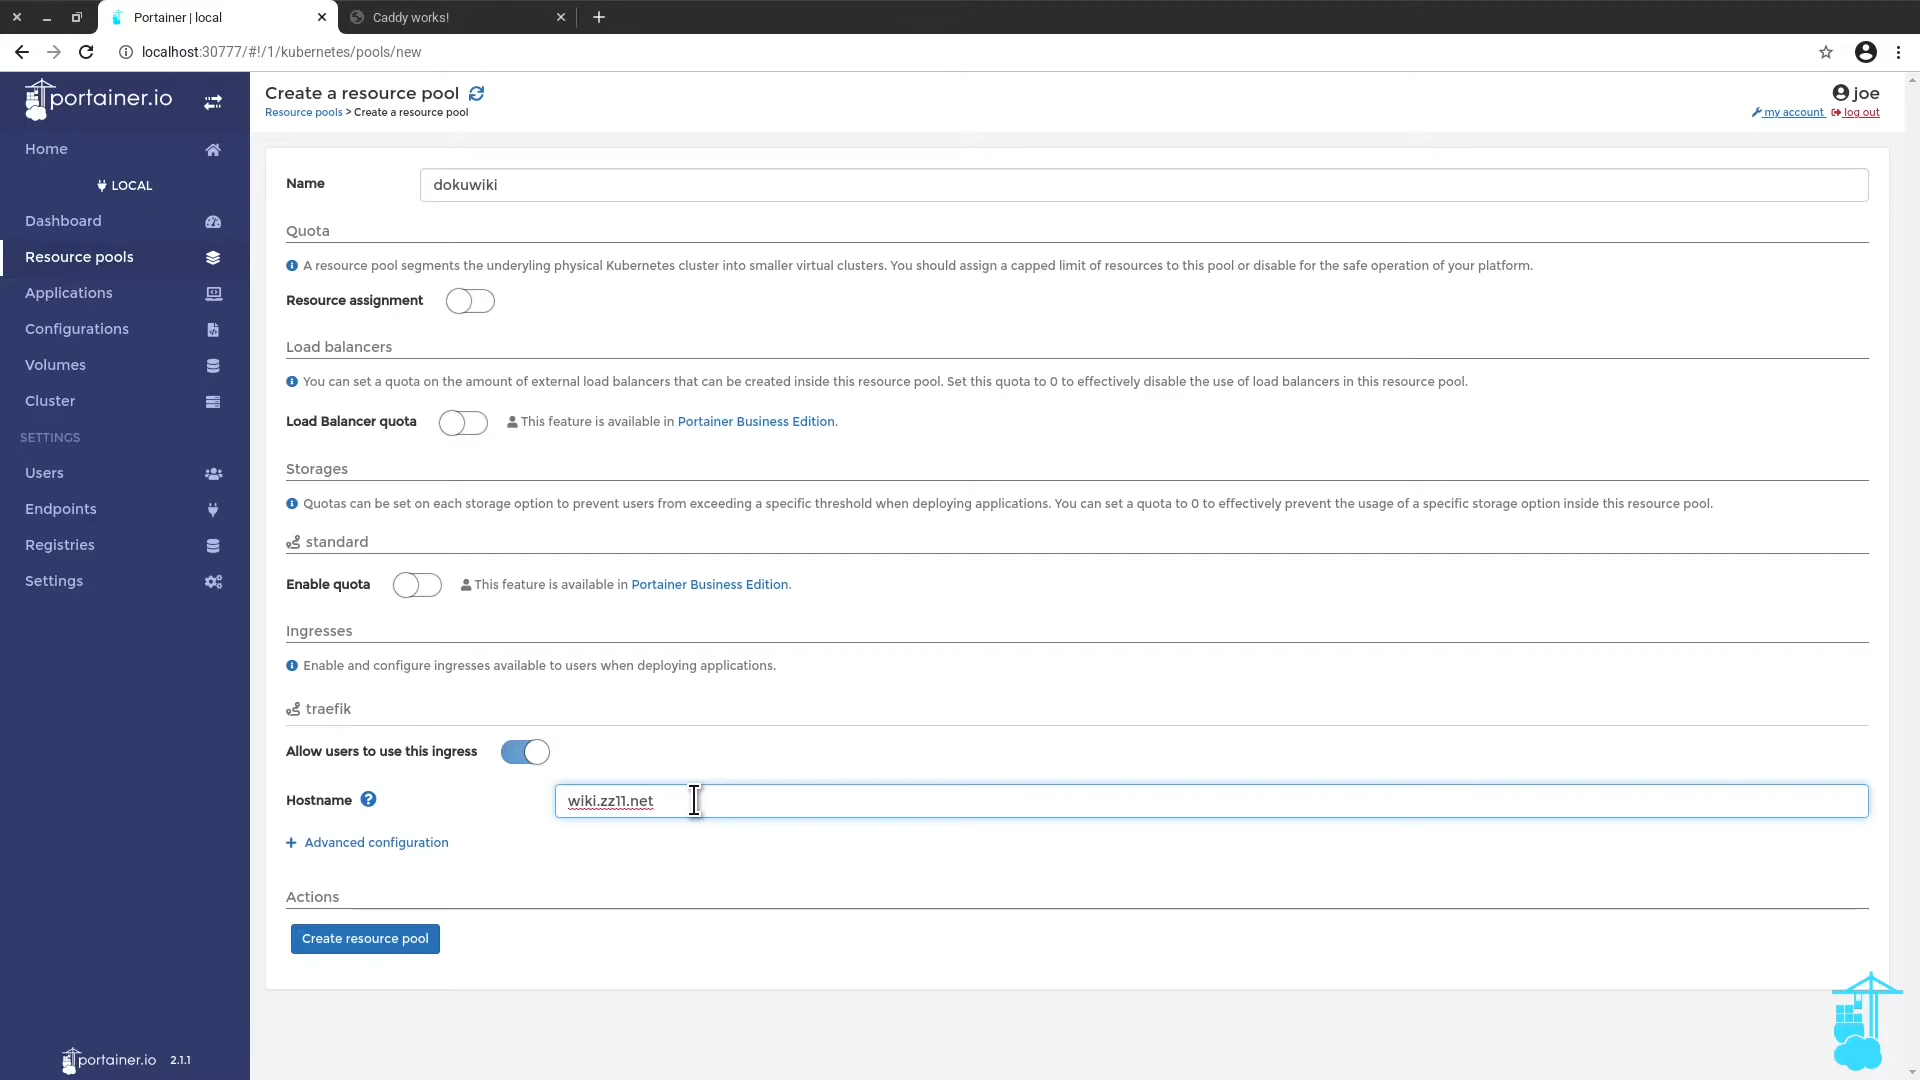 Portainer | local
Caddy works!
localhost:30777/#!/1/kubernetes/pools/new
portainer.io
Home
LOCAL
Dashboard
Resource pools
Applications
Configurations
Volumes
Cluster
SETTINGS
Users
Endpoints
Registries
Settings
portainer.io 2.1.1
Create a resource pool
Resource pools > Create a resource pool
joe
my account log out
Name dokuwiki
Quota
A resource pool segments the underyling physical Kubernetes cluster into smaller virtual clusters. You should assign a capped limit of resources to this pool or disable for the safe operation of your platform.
Resource assignment
Load balancers
You can set a quota on the amount of external load balancers that can be created inside this resource pool. Set this quota to 0 to effectively disable the use of load balancers in this resource pool.
Load Balancer quota This feature is available in Portainer Business Edition.
Storages
Quotas can be set on each storage option to prevent users from exceeding a specific threshold when deploying applications. You can set a quota to 0 to effectively prevent the usage of a specific storage option inside this resource pool.
standard
Enable quota This feature is available in Portainer Business Edition.
Ingresses
Enable and configure ingresses available to users when deploying applications.
traefik
Allow users to use this ingress
Hostname wiki.zz11.net
+ Advanced configuration
Actions
Create resource pool